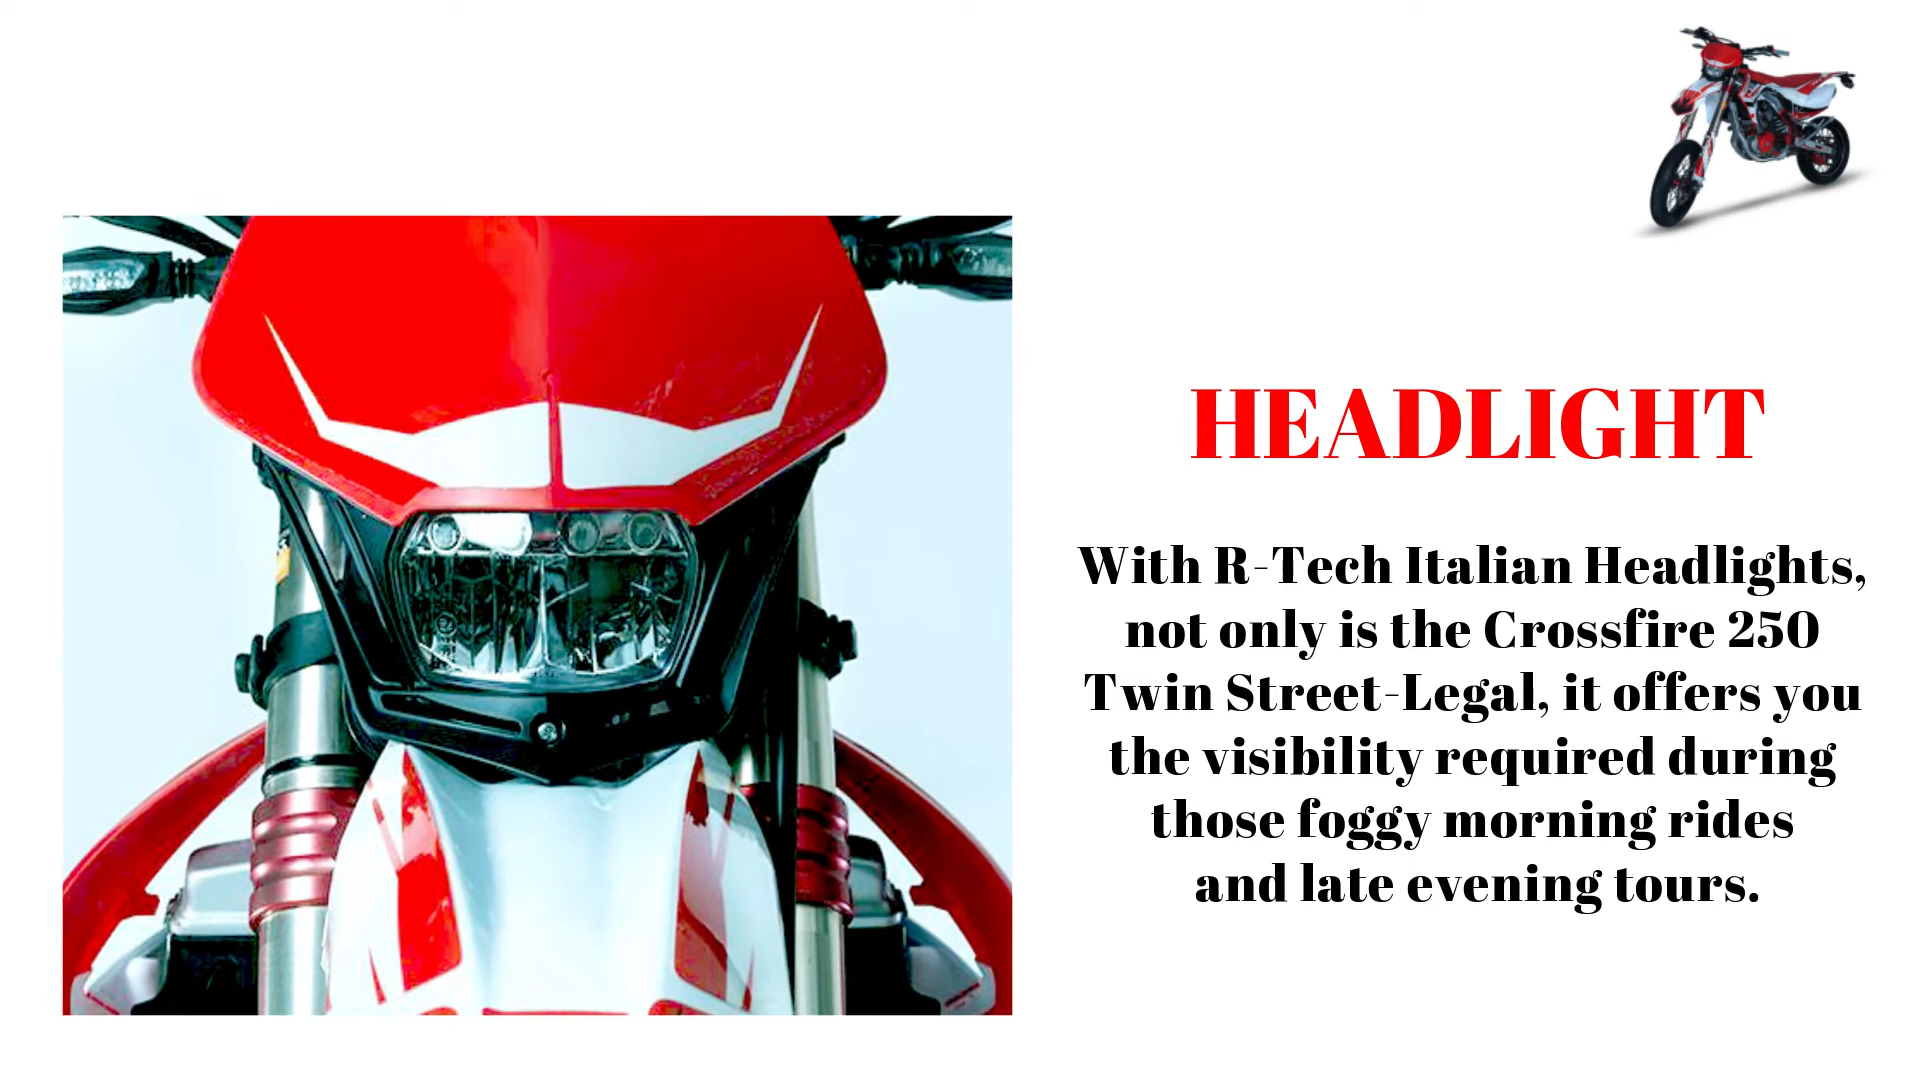 HEADLIGHT
With R-Tech Italian Headlights,
not only is the Crossfire 250
Twin Street-Legal, it offers you
the visibility required during
those foggy morning rides
and late evening tours.